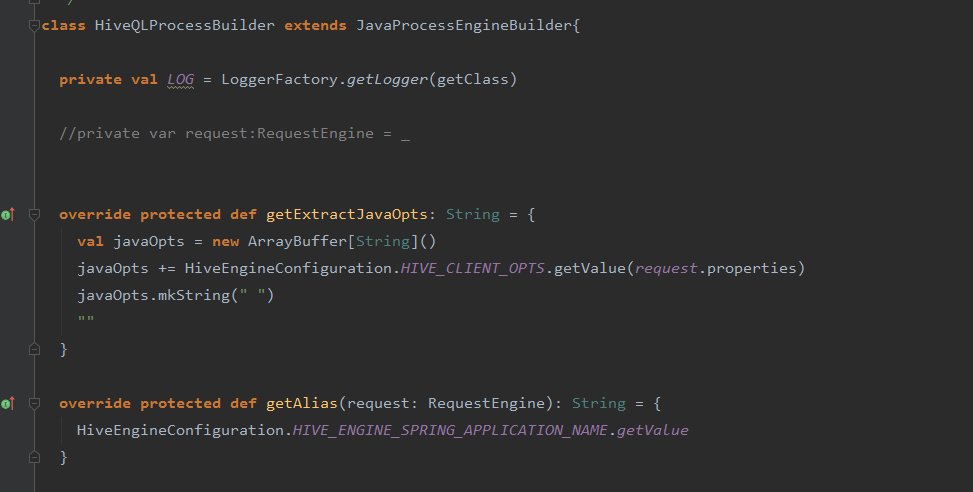 class HiveQLProcessBuilder extends JavaProcessEngineBuilder{
private val LOG = LoggerFactory.getLogger(getClass)
//private var request:RequestEngine = _
override protected def getExtractJavaOpts: String = {
val javaOpts = new ArrayBuffer[String]()
javaOpts += HiveEngineConfiguration.HIVE_CLIENT_OPTS.getValue(request.properties)
javaOpts.mkString(" ")
""
}
override protected def getAlias(request: RequestEngine): String = {
HiveEngineConfiguration.HIVE_ENGINE_SPRING_APPLICATION_NAME.getValue
}